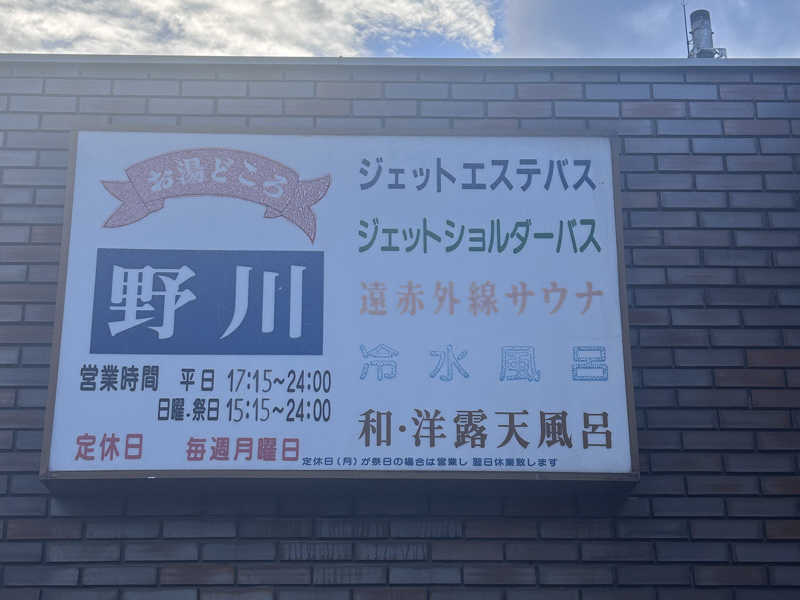 お湯どころ
野川
営業時間 平日 17:15~24:00
日曜・祭日 15:15~24:00
定休日 毎週月曜日
ジェットエステバス
ジェットショルダーバス
遠赤外線サウナ
冷水風呂
和・洋露天風呂
定休日(月)が祭日の場合は営業し 翌日休業致します